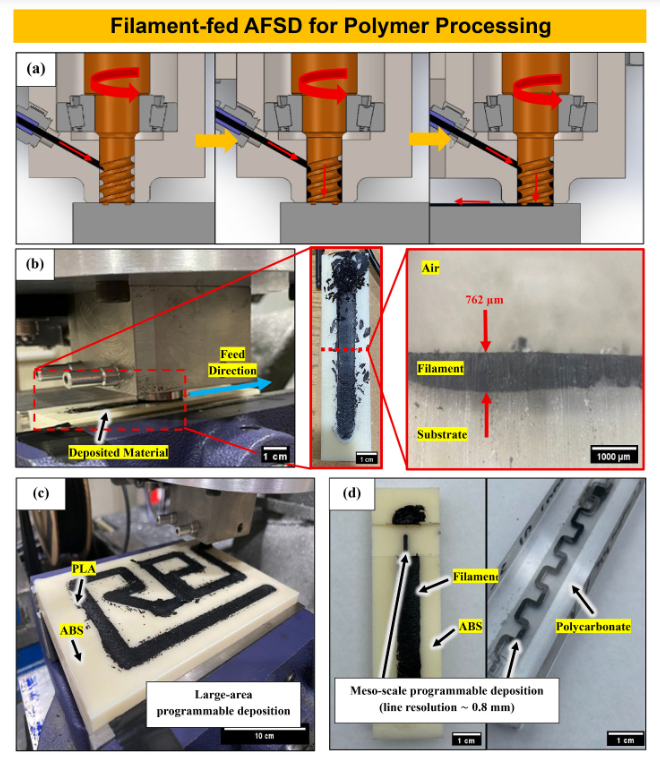 Filament-fed AFSD for Polymer Processing
(a)
(b)
Feed
Direction
Deposited Material
1 cm
1 cm
Air
762 µm
Filament
Substrate
1000 µm
(c)
PLA
ABS
Large-area
programmable deposition
10 cm
(d)
Filament
ABS
Polycarbonate
Meso-scale programmable deposition
(line resolution ~ 0.8 mm)
1 cm
1 cm